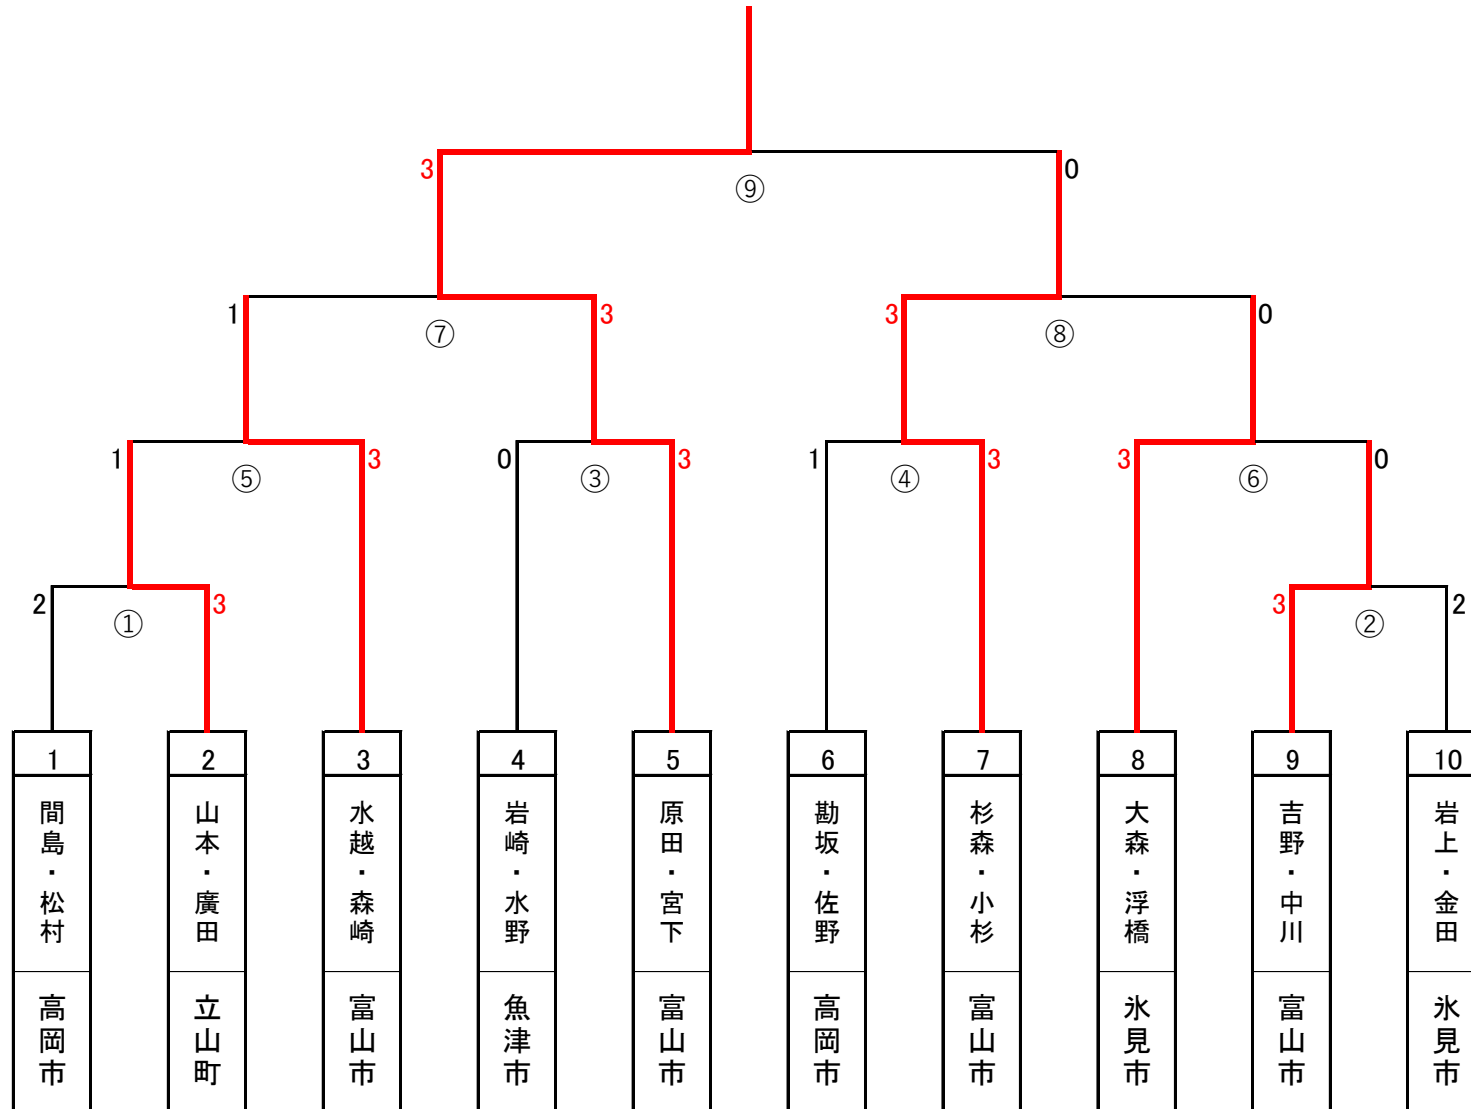 3 0
⑨
1 3 3 0
⑦ ⑧
1 3 0 3 1 3 3 0
⑤ ③ ④ ⑥
2 3 3 2
① ②
1 2 3 4 5 6 7 8 9 10
間島・松村
山本・廣田
水越・森崎
岩崎・水野
原田・宮下
勘坂・佐野
杉森・小杉
大森・浮橋
吉野・中川
岩上・金田
高岡市
立山町
富山市
魚津市
富山市
高岡市
富山市
氷見市
富山市
氷見市